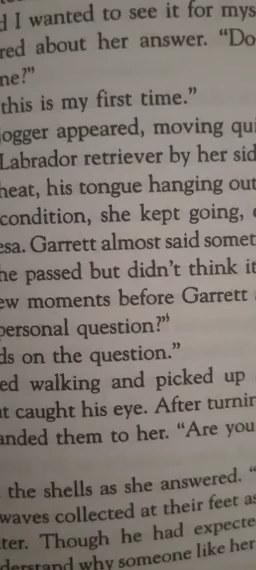 I wanted to see it for mys
red about her answer. “Do
ne?”
this is my first time.”
ogger appeared, moving qui
Labrador retriever by her sid
heat, his tongue hanging out
condition, she kept going,
esa. Garrett almost said somet
he passed but didn’t think it
ew moments before Garrett
personal question?”
ds on the question.”
ed walking and picked up
at caught his eye. After turnin
anded them to her. “Are you
the shells as she answered. “
waves collected at their feet as
ter. Though he had expecte
derstand why someone like her